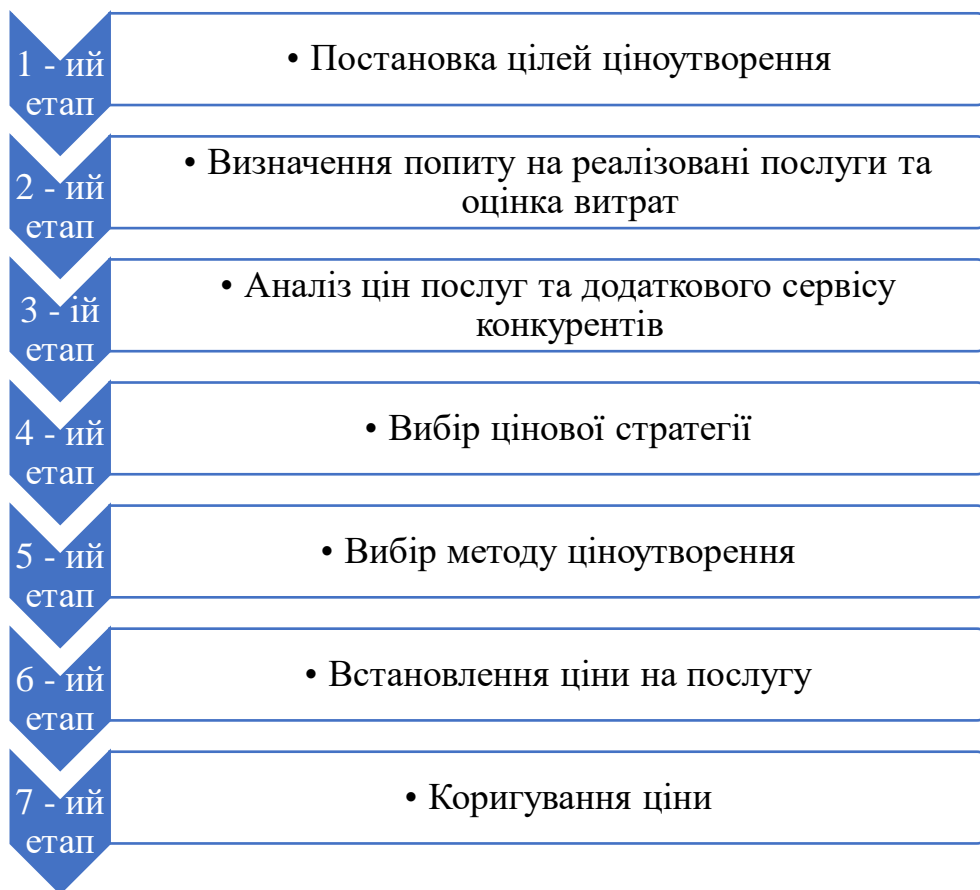 1 - ий
етап
• Постановка цілей ціноутворення
2 - ий
етап
• Визначення попиту на реалізовані послуги та
оцінка витрат
3 - ій
етап
• Аналіз цін послуг та додаткового сервісу
конкурентів
4 - ий
етап
• Вибір цінової стратегії
5 - ий
етап
• Вибір методу ціноутворення
6 - ий
етап
• Встановлення ціни на послугу
7 - ий
етап
• Коригування ціни